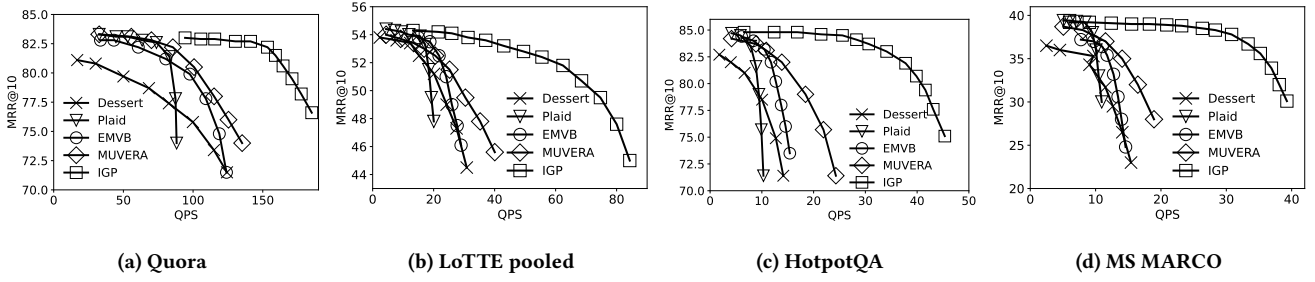 85.0
82.5
80.0
77.5
75.0
72.5
70.0
MRR@10
0 50 100 150
QPS
Dessert
Plaid
EMVB
MUVERA
IGP
(a) Quora
56
54
52
50
48
46
44
MRR@10
0 20 40 60 80
QPS
Dessert
Plaid
EMVB
MUVERA
IGP
(b) LoTTE pooled
85.0
82.5
80.0
77.5
75.0
72.5
70.0
MRR@10
0 10 20 30 40 50
QPS
Dessert
Plaid
EMVB
MUVERA
IGP
(c) HotpotQA
40
35
30
25
20
MRR@10
0 10 20 30 40
QPS
Dessert
Plaid
EMVB
MUVERA
IGP
(d) MS MARCO